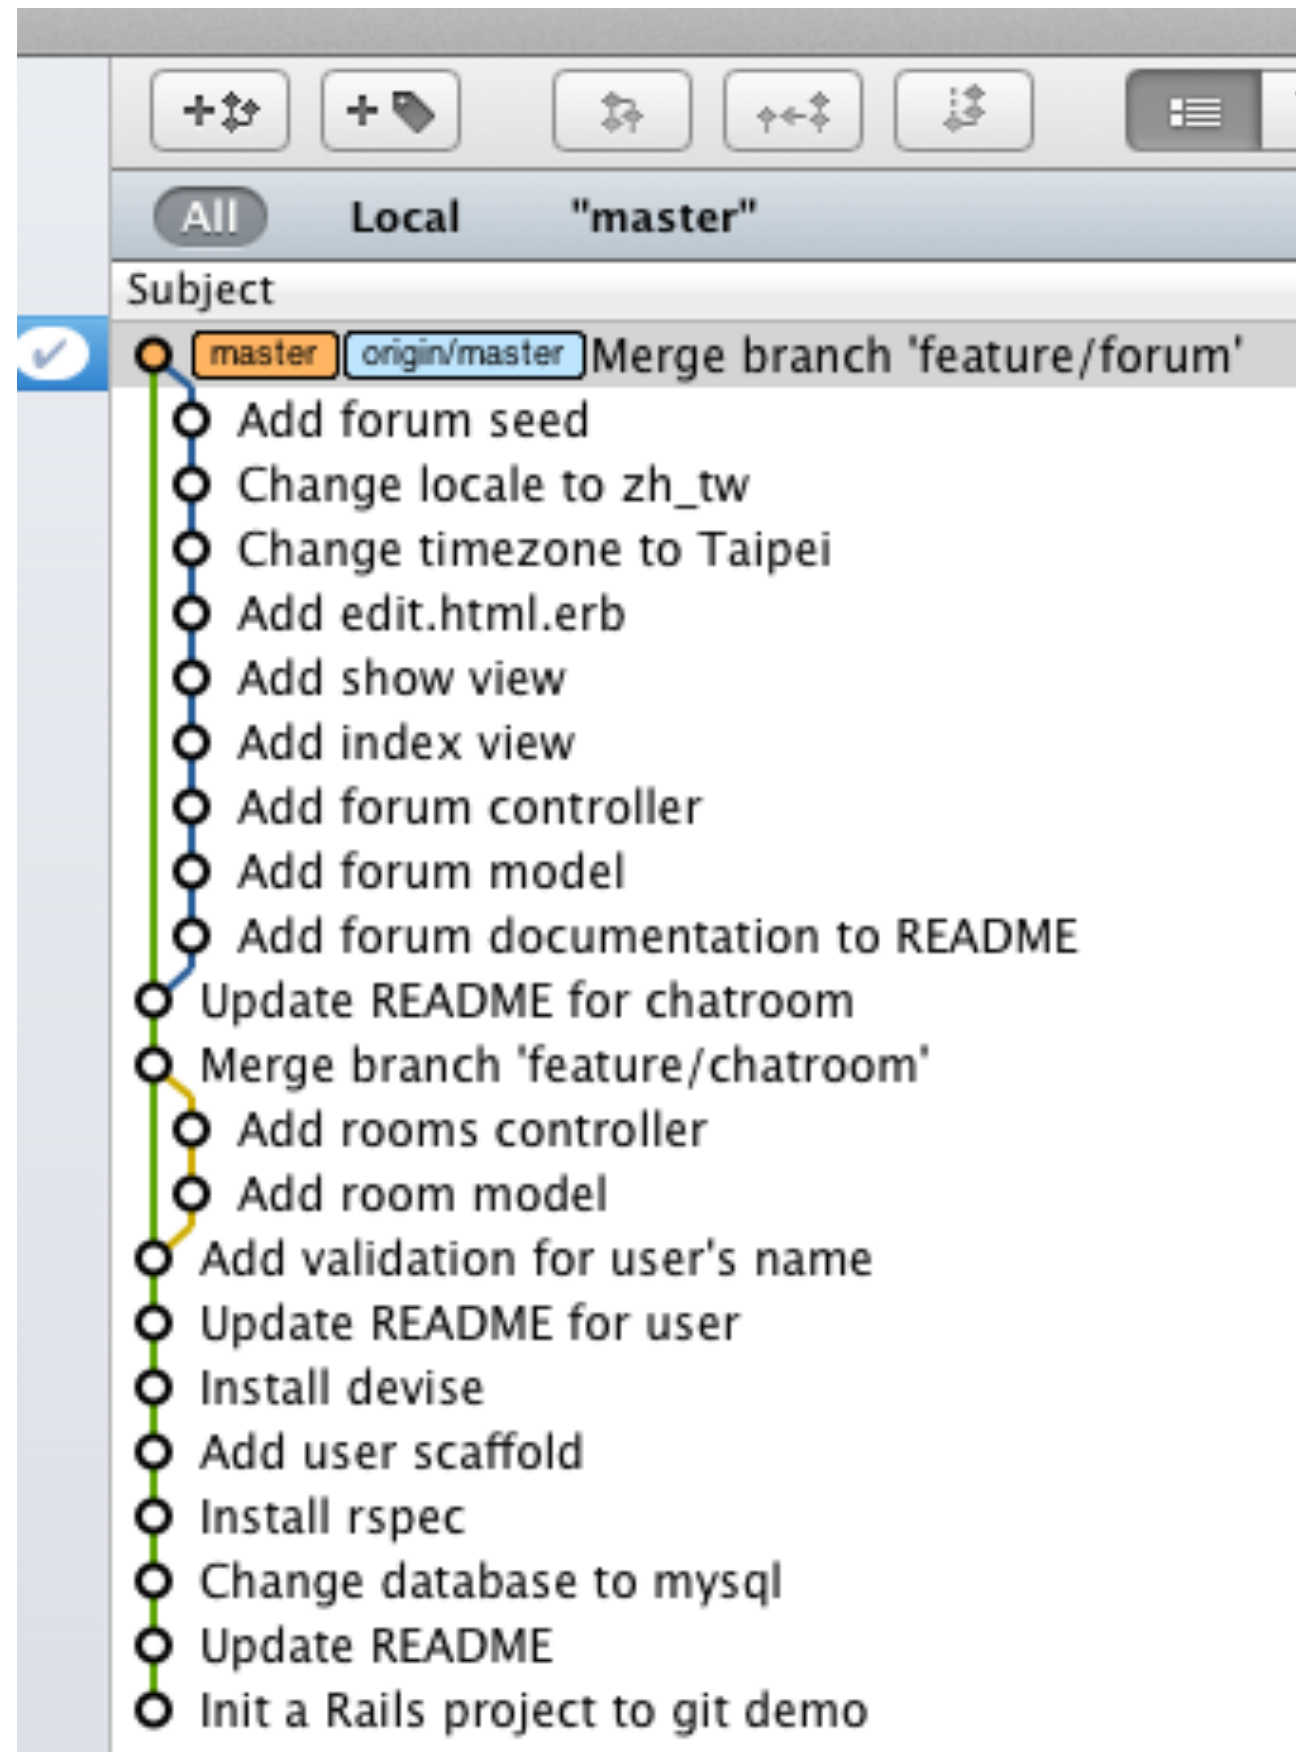 All Local "master"
Subject
master origin/master Merge branch 'feature/forum'
Add forum seed
Change locale to zh_tw
Change timezone to Taipei
Add edit.html.erb
Add show view
Add index view
Add forum controller
Add forum model
Add forum documentation to README
Update README for chatroom
Merge branch 'feature/chatroom'
Add rooms controller
Add room model
Add validation for user's name
Update README for user
Install devise
Add user scaffold
Install rspec
Change database to mysql
Update README
Init a Rails project to git demo